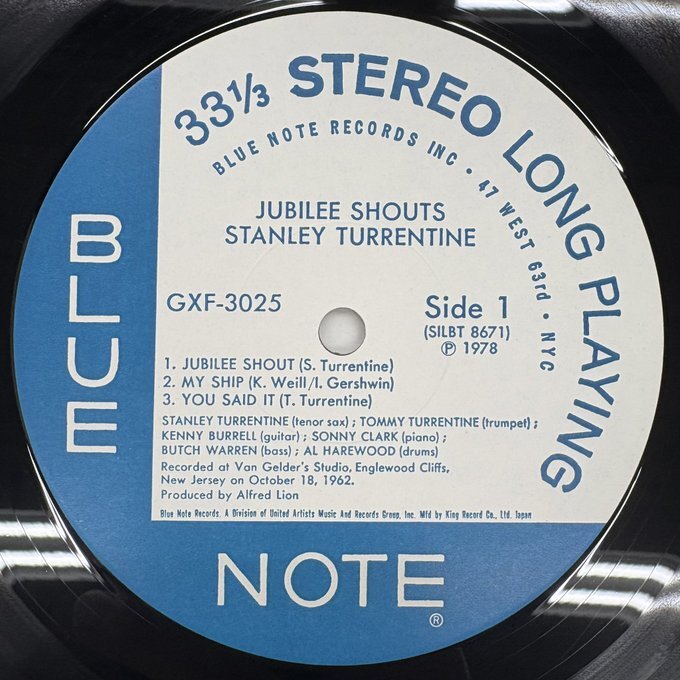 33⅓ STEREO LONG PLAYING
BLUE NOTE RECORDS INC • 47 WEST 63rd • NYC
JUBILEE SHOUTS
STANLEY TURRENTINE
GXF-3025
Side 1
(SILBT 8671)
Ⓟ 1978
1. JUBILEE SHOUT (S. Turrentine)
2. MY SHIP (K. Weill/I. Gershwin)
3. YOU SAID IT (T. Turrentine)
STANLEY TURRENTINE (tenor sax) ; TOMMY TURRENTINE (trumpet) ;
KENNY BURRELL (guitar) ; SONNY CLARK (piano) ;
BUTCH WARREN (bass) ; AL HAREWOOD (drums)
Recorded at Van Gelder's Studio, Englewood Cliffs,
New Jersey on October 18, 1962.
Produced by Alfred Lion
Blue Note Records. A Division of United Artists Music And Records Group, Inc. Mfd by King Record Co., Ltd. Japan
BLUE
NOTE®